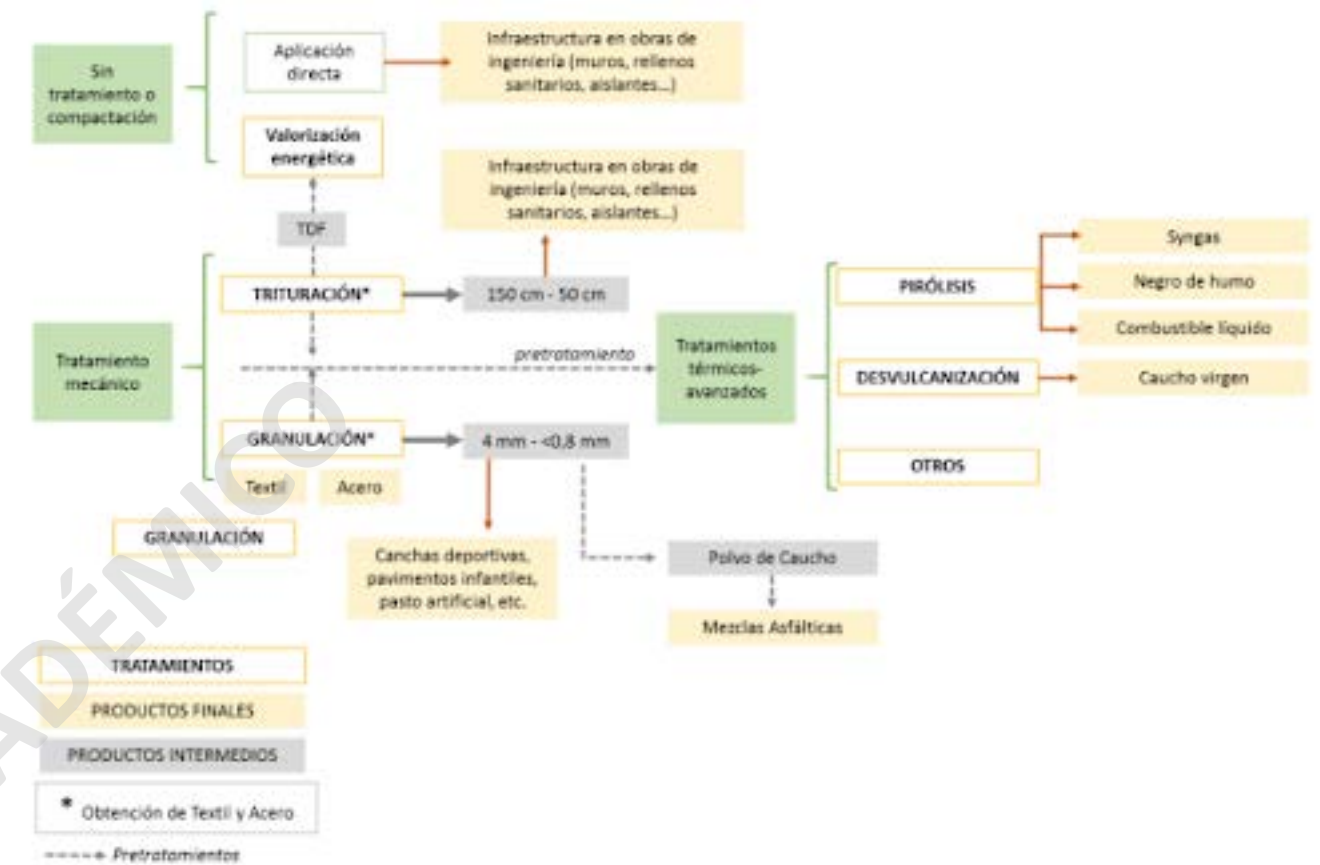 Sin
tratamiento o
compactación
Aplicación
directa
Infraestructura en obras de
ingeniería (muros, rellenos
sanitarios, aislantes...)
Valorización
energética
Infraestructura en obras de
ingeniería (muros, rellenos
sanitarios, aislantes...)
TDF
Tratamiento
mecánico
TRITURACIÓN*
150 cm - 50 cm
pretratamiento
GRANULACIÓN*
4 mm - <0,8 mm
Textil
Acero
GRANULACIÓN
Canchas deportivas,
pavimentos infantiles,
pasto artificial, etc.
Polvo de Caucho
Mezclas Asfálticas
Tratamientos
térmicos-
avanzados
PIRÓLISIS
Syngas
Negro de humo
Combustible líquido
DESVULCANIZACIÓN
Caucho virgen
OTROS
TRATAMIENTOS
PRODUCTOS FINALES
PRODUCTOS INTERMEDIOS
* Obtención de Textil y Acero
Pretratamientos
ADÉMICO